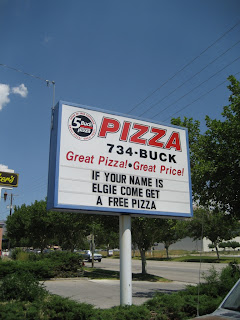 5 Buck
PIZZA
PIZZA
734-BUCK
Great Pizza!•Great Price!
IF YOUR NAME IS
ELGIE COME GET
A FREE PIZZA